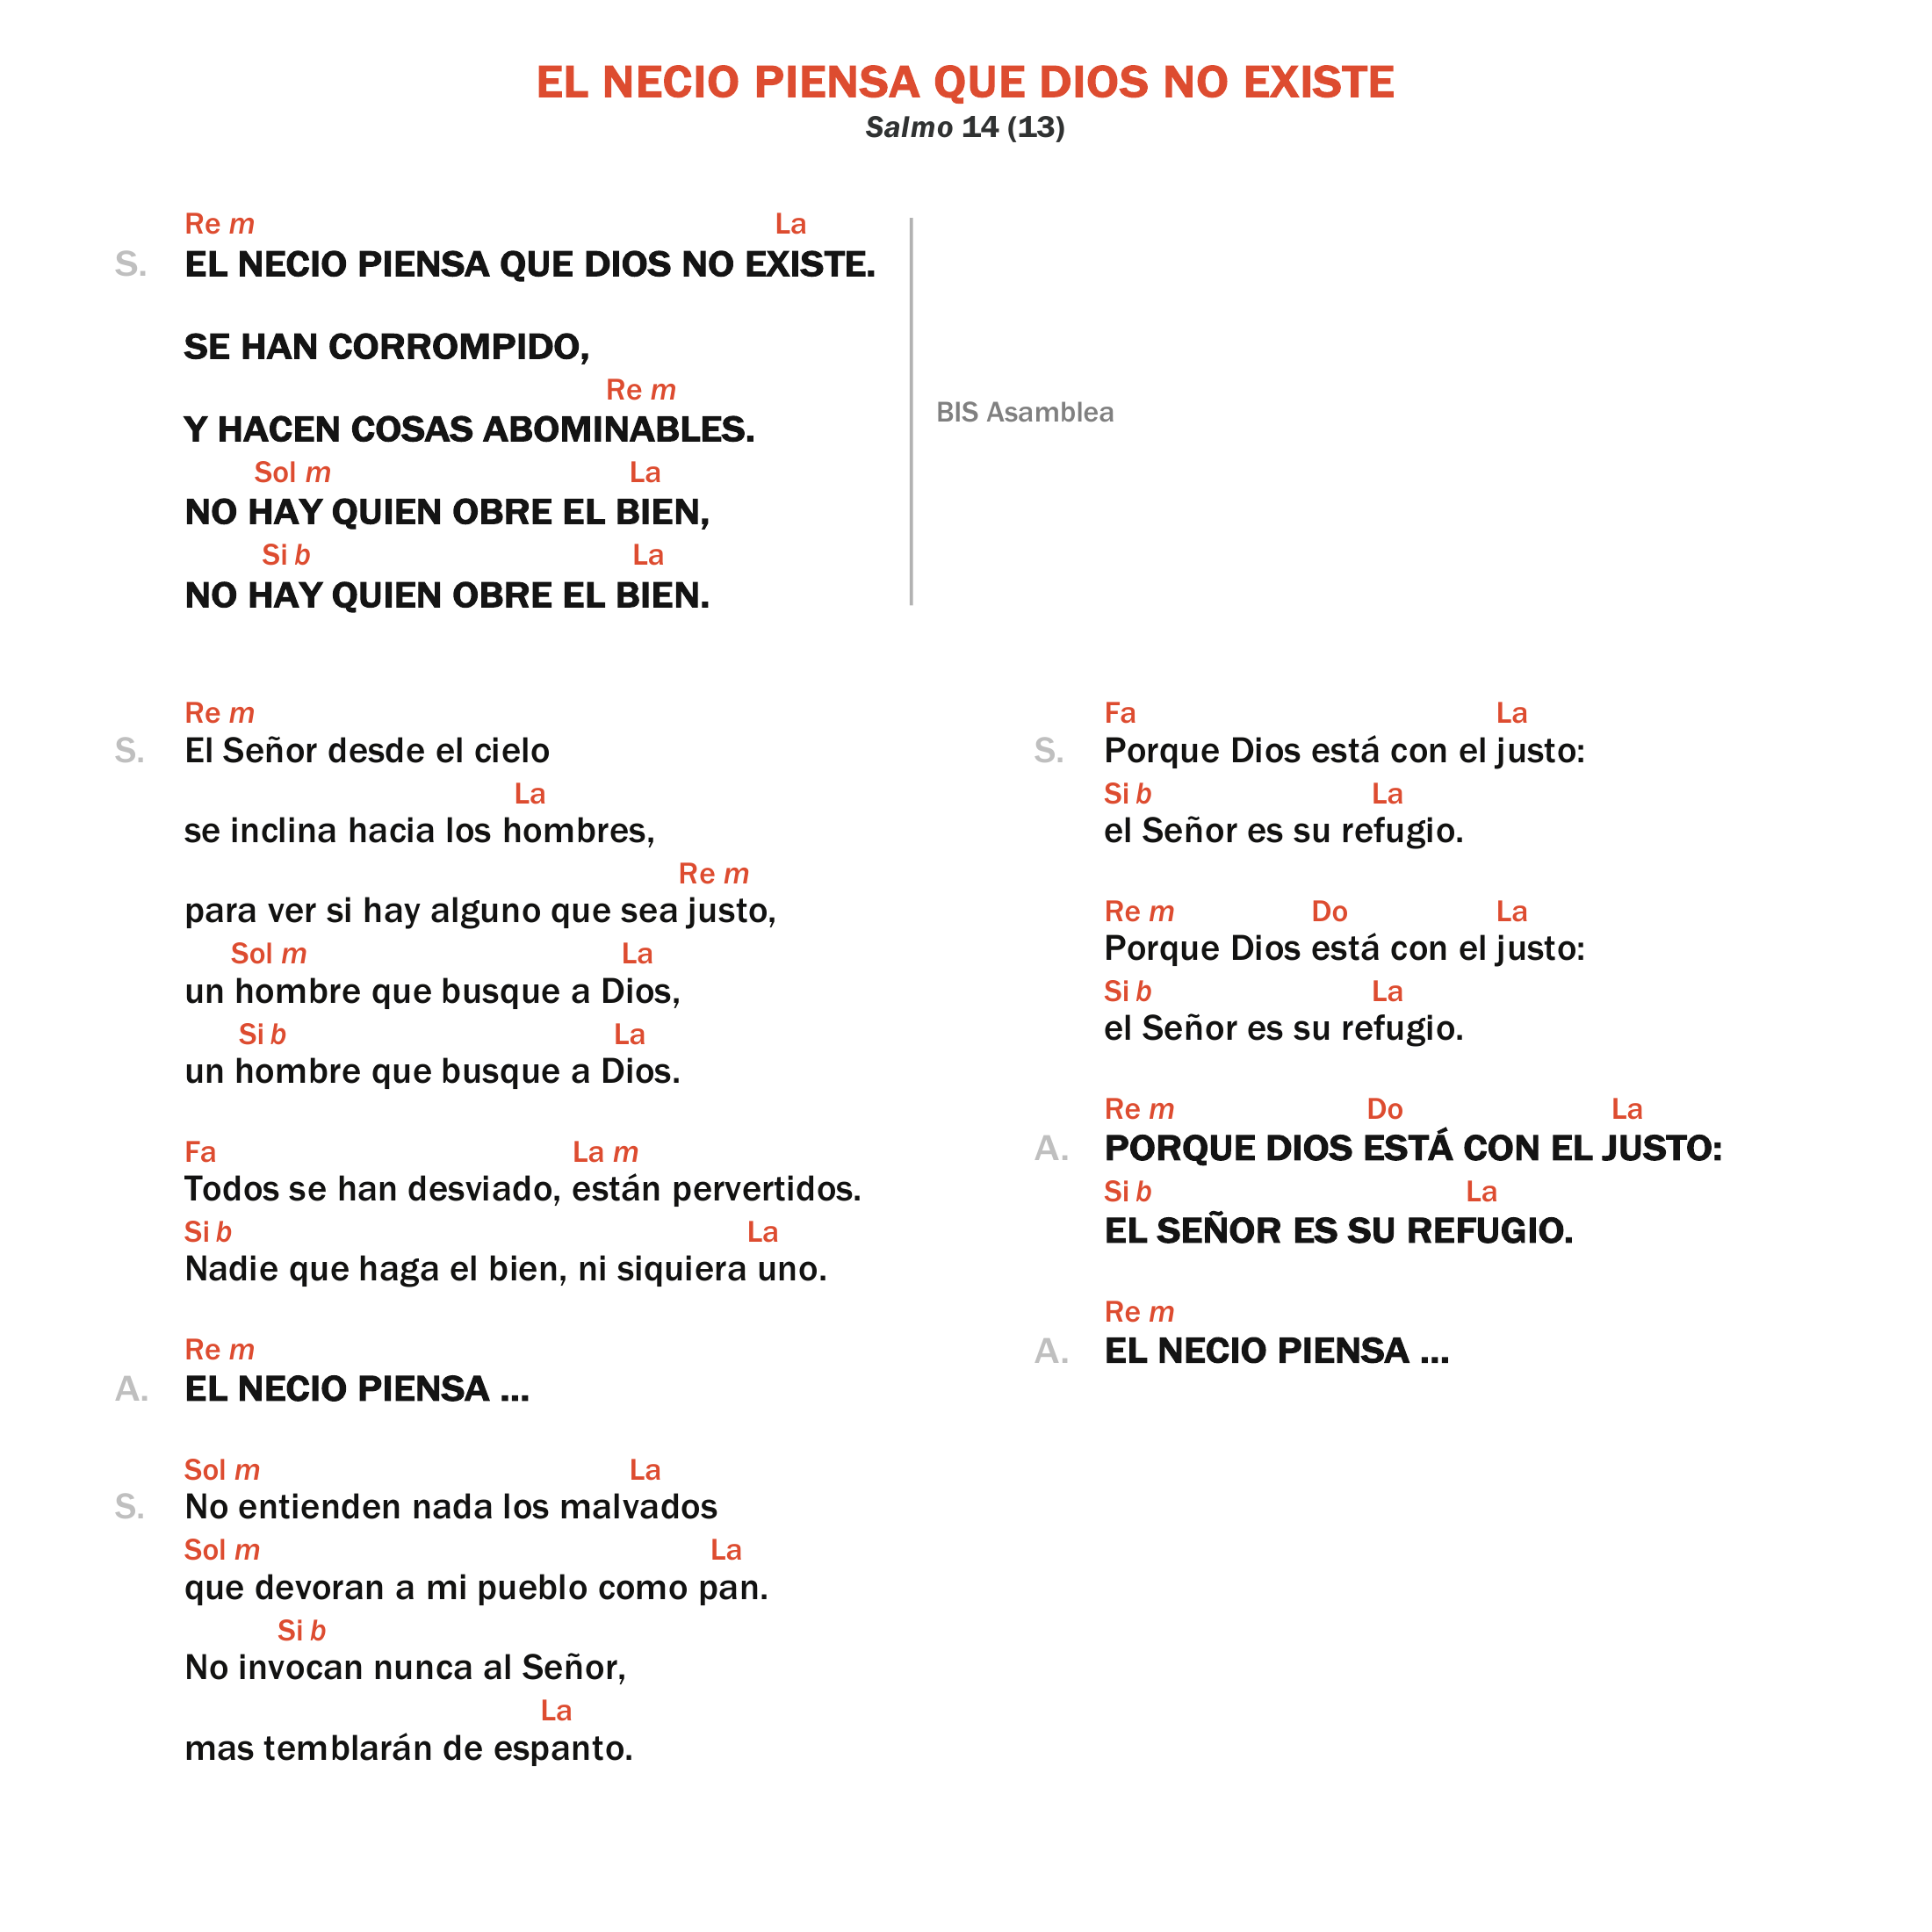 EL NECIO PIENSA QUE DIOS NO EXISTE
Salmo 14 (13)
Re m La
S. EL NECIO PIENSA QUE DIOS NO EXISTE.
SE HAN CORROMPIDO,
Re m
Y HACEN COSAS ABOMINABLES.
Sol m La
NO HAY QUIEN OBRE EL BIEN,
Si b La
NO HAY QUIEN OBRE EL BIEN.
BIS Asamblea
Re m
S. El Señor desde el cielo
La
se inclina hacia los hombres,
Re m
para ver si hay alguno que sea justo,
Sol m La
un hombre que busque a Dios,
Si b La
un hombre que busque a Dios.
Fa La m
Todos se han desviado, están pervertidos.
Si b La
Nadie que haga el bien, ni siquiera uno.
Re m
A. EL NECIO PIENSA ...
Sol m La
S. No entienden nada los malvados
Sol m La
que devoran a mi pueblo como pan.
Si b
No invocan nunca al Señor,
La
mas temblarán de espanto.
Fa La
S. Porque Dios está con el justo:
Si b La
el Señor es su refugio.
Re m Do La
Porque Dios está con el justo:
Si b La
el Señor es su refugio.
Re m Do La
A. PORQUE DIOS ESTÁ CON EL JUSTO:
Si b La
EL SEÑOR ES SU REFUGIO.
Re m
A. EL NECIO PIENSA ...